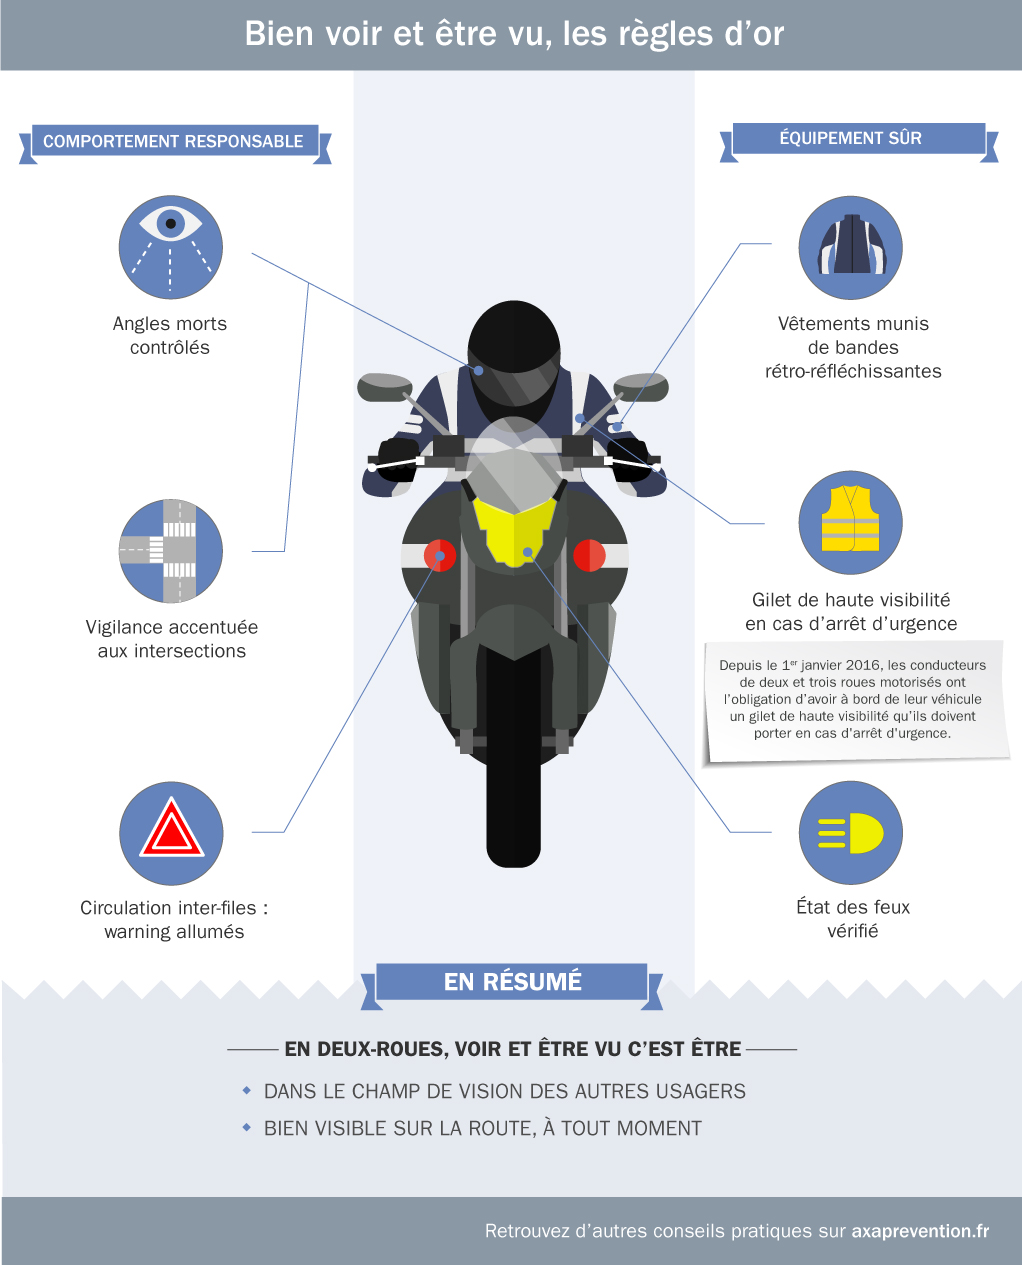 Bien voir et être vu, les règles d’or
COMPORTEMENT RESPONSABLE
Angles morts
contrôlés
Vigilance accentuée
aux intersections
Circulation inter-files :
warning allumés
ÉQUIPEMENT SÛR
Vêtements munis
de bandes
rétro-réfléchissantes
Gilet de haute visibilité
en cas d’arrêt d’urgence
Depuis le 1er janvier 2016, les conducteurs
de deux et trois roues motorisés ont
l’obligation d’avoir à bord de leur véhicule
un gilet de haute visibilité qu’ils doivent
porter en cas d'arrêt d'urgence.
État des feux
vérifié
EN RÉSUMÉ
EN DEUX-ROUES, VOIR ET ÊTRE VU C’EST ÊTRE
DANS LE CHAMP DE VISION DES AUTRES USAGERS
BIEN VISIBLE SUR LA ROUTE, À TOUT MOMENT
Retrouvez d’autres conseils pratiques sur axaprevention.fr